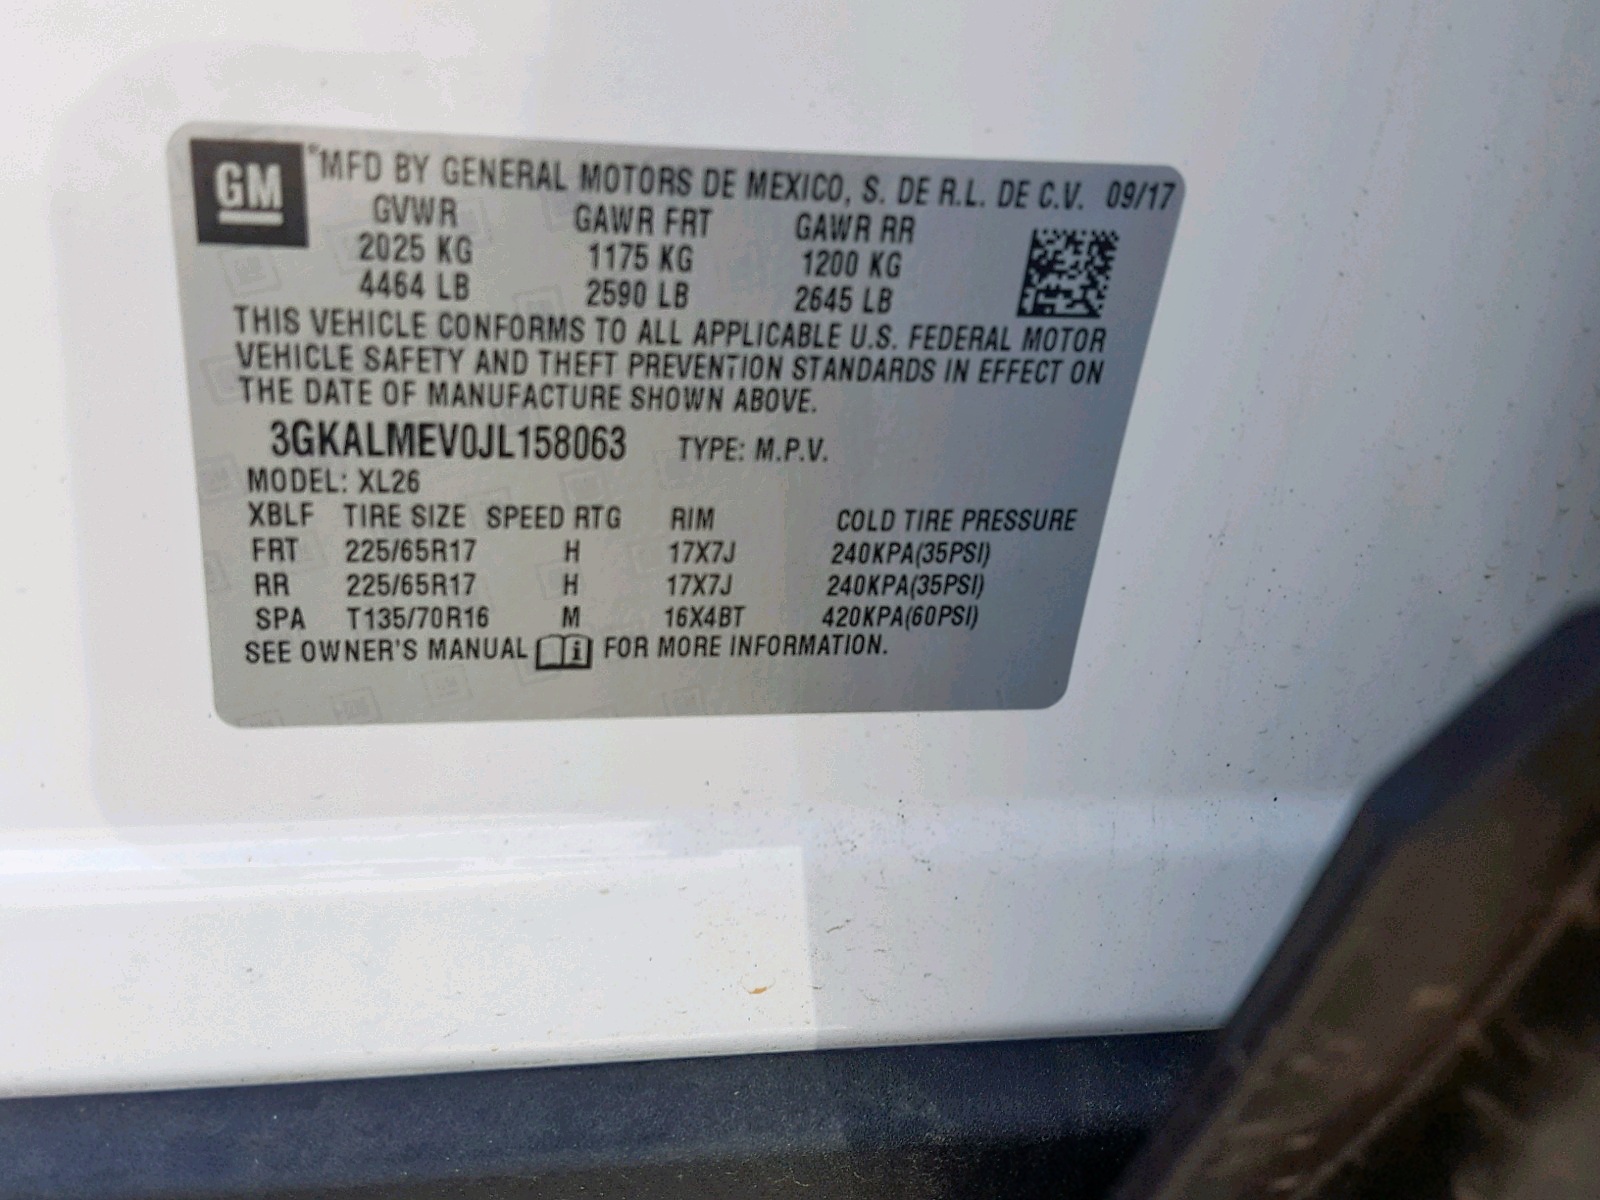 GM
®MFD BY GENERAL MOTORS DE MEXICO, S. DE R.L. DE C.V. 09/17
GVWR GAWR FRT GAWR RR
2025 KG 1175 KG 1200 KG
4464 LB 2590 LB 2645 LB
THIS VEHICLE CONFORMS TO ALL APPLICABLE U.S. FEDERAL MOTOR
VEHICLE SAFETY AND THEFT PREVENTION STANDARDS IN EFFECT ON
THE DATE OF MANUFACTURE SHOWN ABOVE.
3GKALMEV0JL158063 TYPE: M.P.V.
MODEL: XL26
XBLF TIRE SIZE SPEED RTG RIM COLD TIRE PRESSURE
FRT 225/65R17 H 17X7J 240KPA(35PSI)
RR 225/65R17 H 17X7J 240KPA(35PSI)
SPA T135/70R16 M 16X4BT 420KPA(60PSI)
SEE OWNER'S MANUAL FOR MORE INFORMATION.